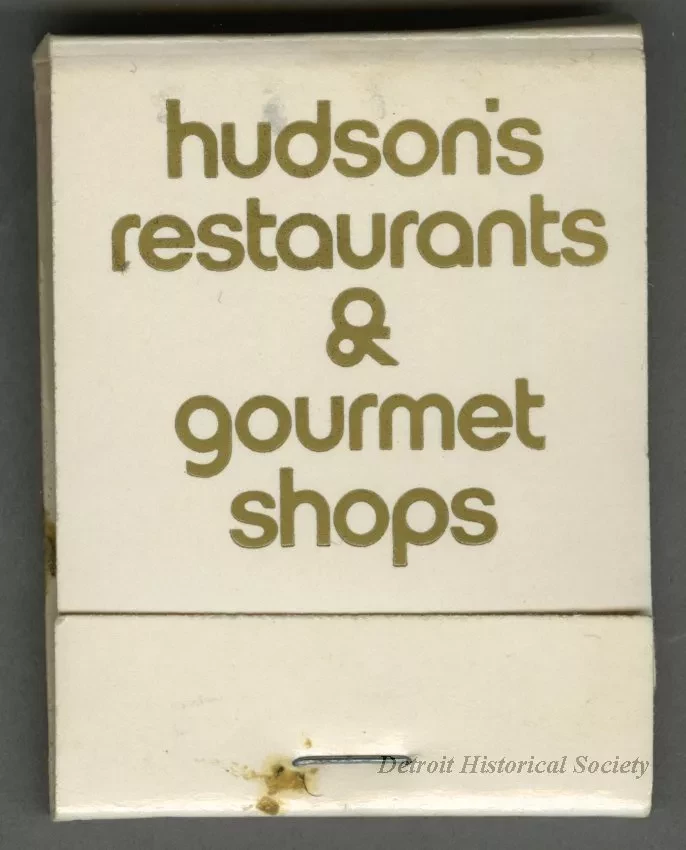 hudson's
restaurants
&
gourmet
shops
Detroit Historical Society